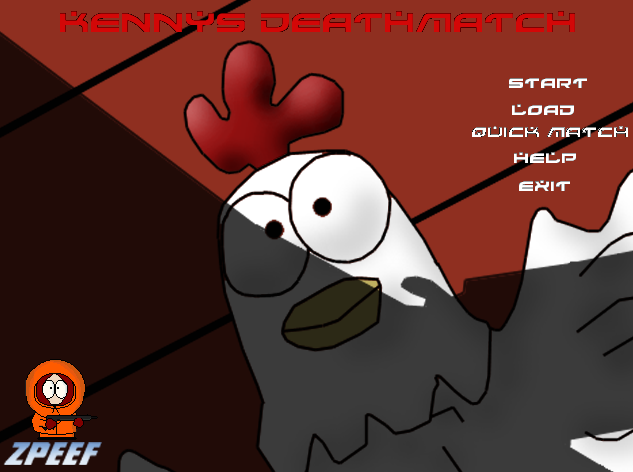 KENNYS DEATHMATCH
START
LOAD
QUICK MATCH
HELP
EXIT
ZPEEF